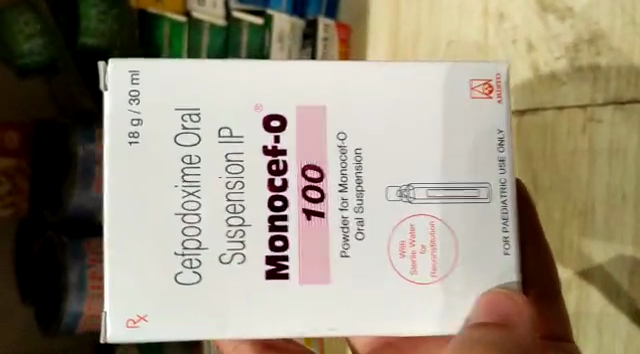 Rx
18 g / 30 ml
Cefpodoxime Oral
Suspension IP
Monocef-O®
100
Powder for Monocef-O
Oral Suspension
With
Sterile Water
for
Reconstitution
FOR PAEDIATRIC USE ONLY
ARISTO